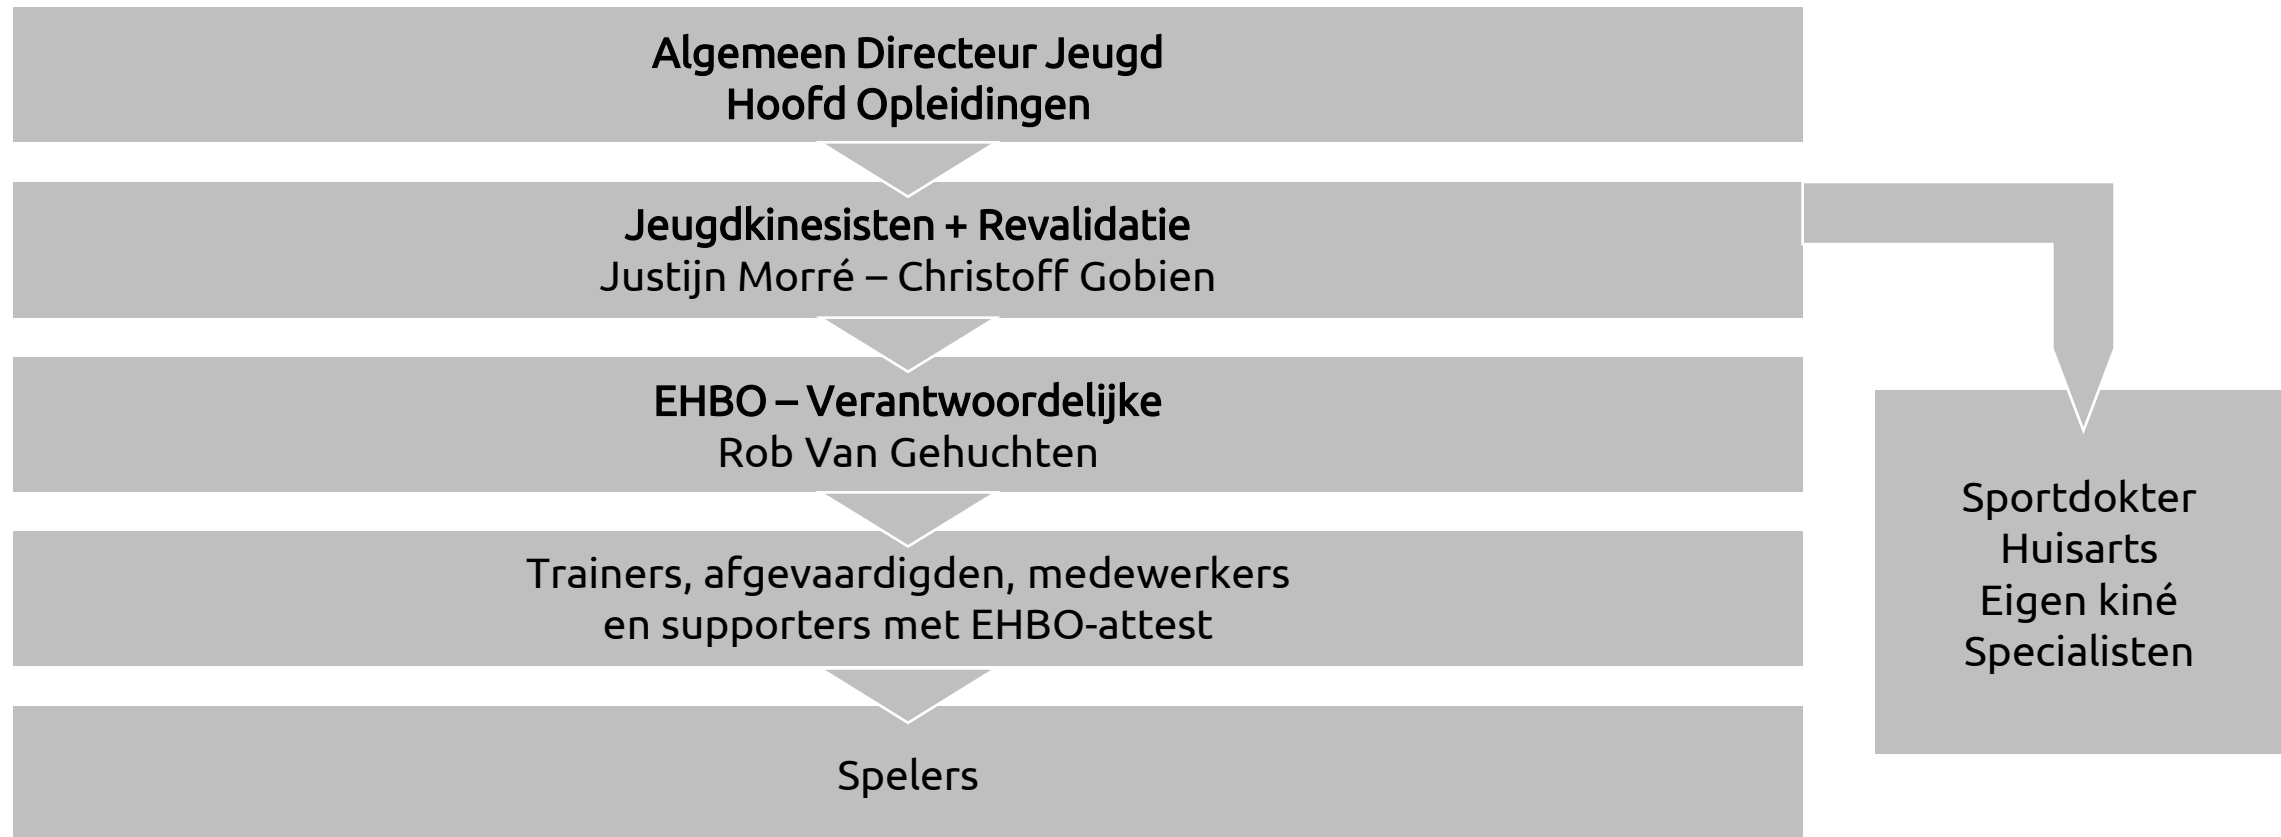 Algemeen Directeur Jeugd
Hoofd Opleidingen
Jeugdkinesisten + Revalidatie
Justijn Morré – Christoff Gobien
EHBO – Verantwoordelijke
Rob Van Gehuchten
Trainers, afgevaardigden, medewerkers
en supporters met EHBO-attest
Spelers
Sportdokter
Huisarts
Eigen kiné
Specialisten